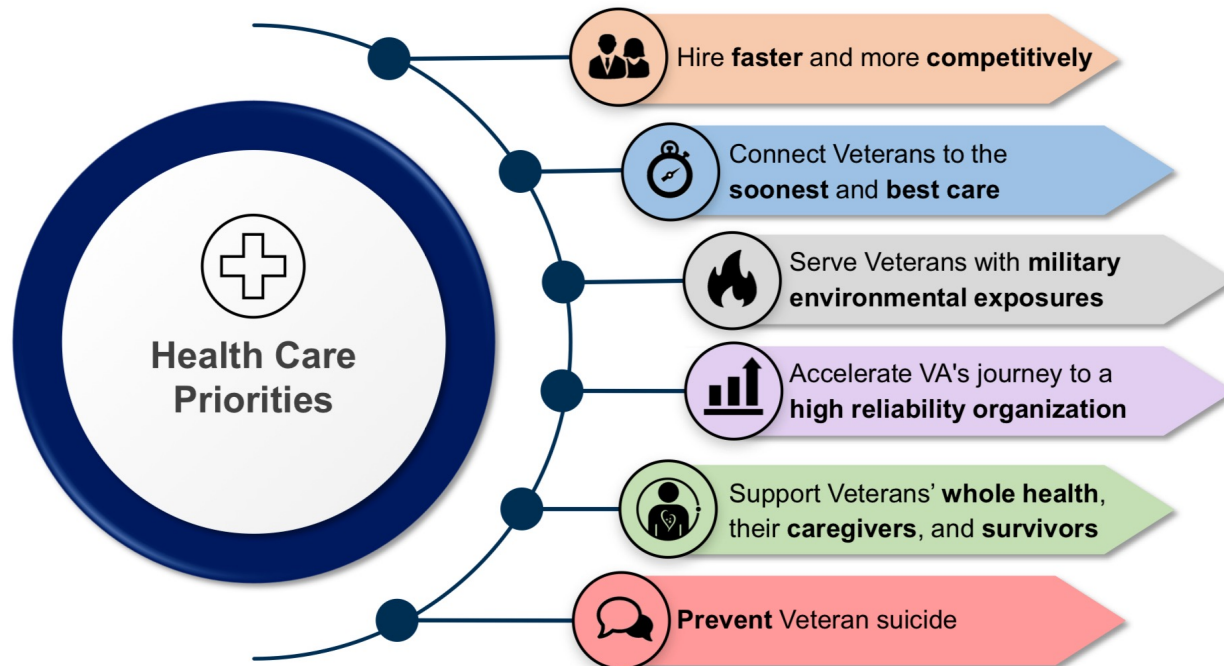 Health Care
Priorities
Hire faster and more competitively
Connect Veterans to the
soonest and best care
Serve Veterans with military
environmental exposures
Accelerate VA's journey to a
high reliability organization
Support Veterans’ whole health,
their caregivers, and survivors
Prevent Veteran suicide